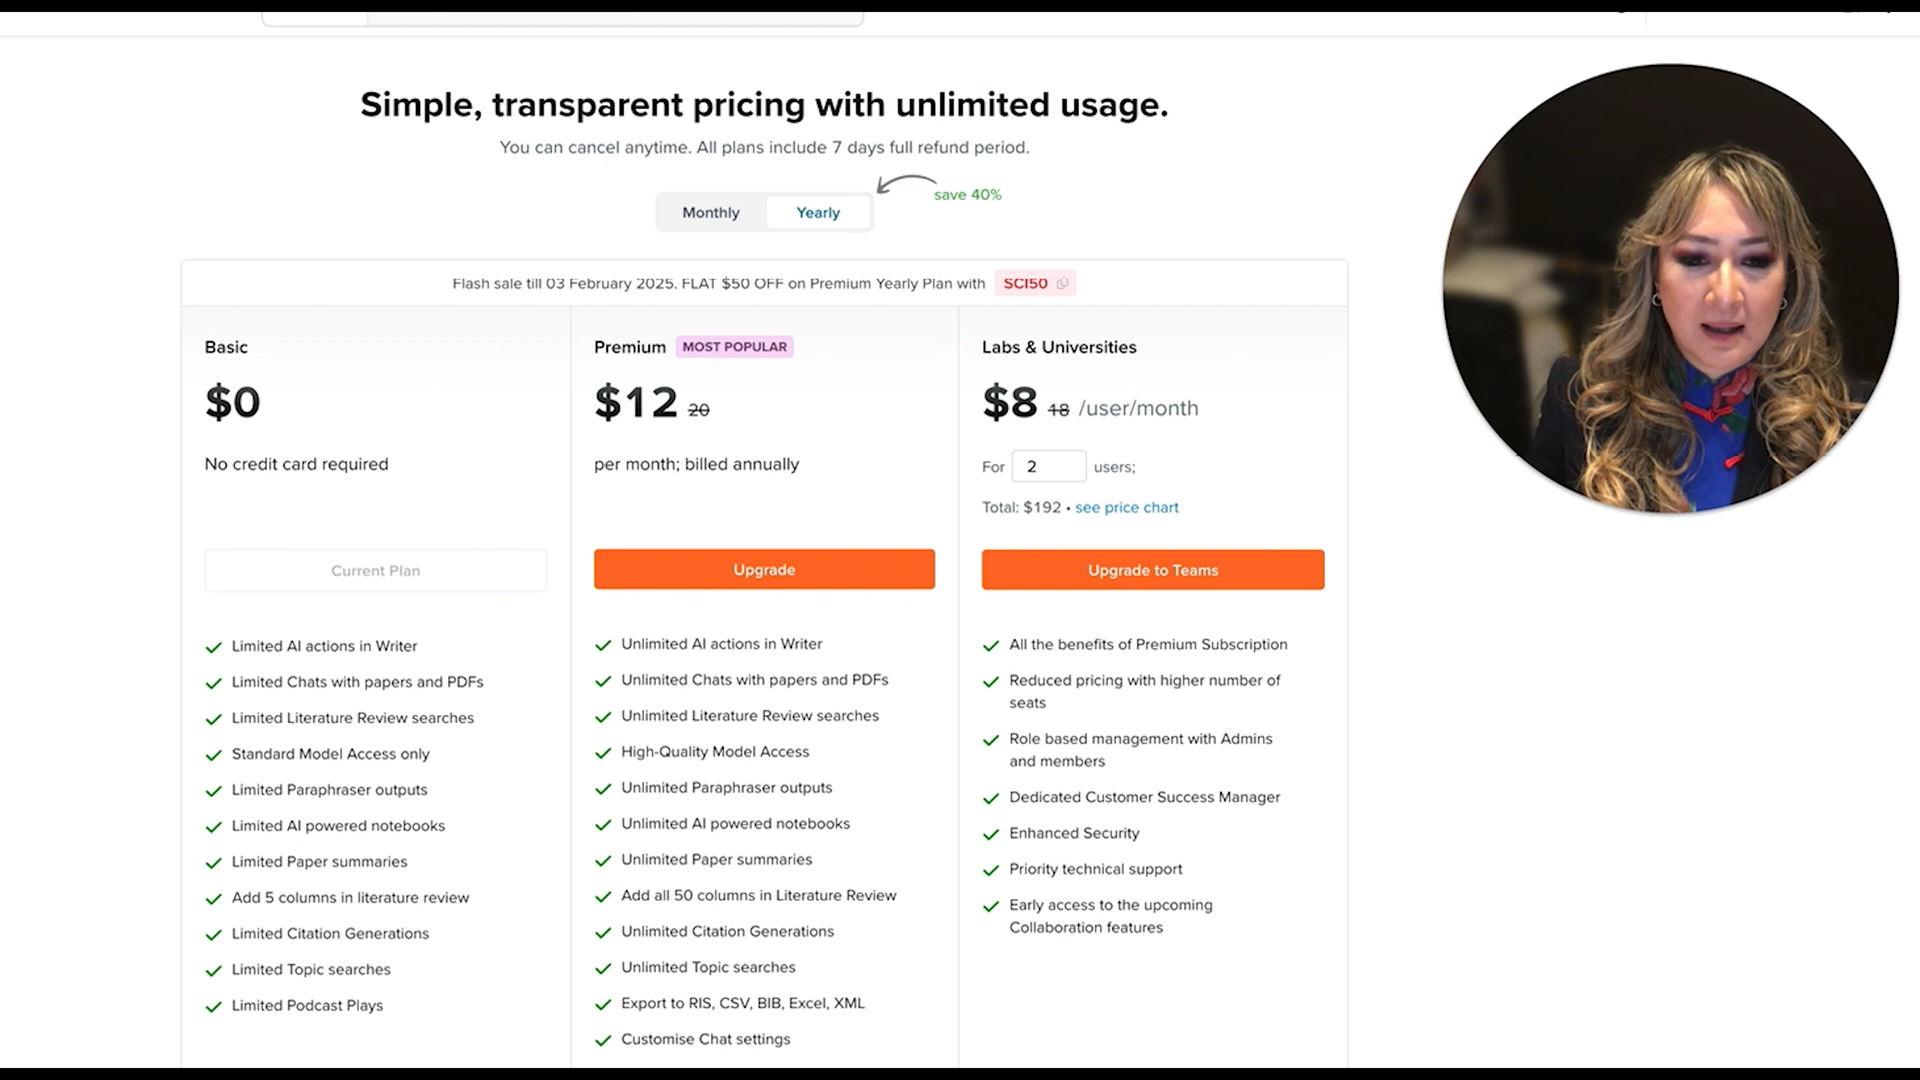 Simple, transparent pricing with unlimited usage.
You can cancel anytime. All plans include 7 days full refund period.
save 40%
Monthly
Yearly
Flash sale till 03 February 2025. FLAT $50 OFF on Premium Yearly Plan with SCI50
Basic
$0
No credit card required
Current Plan
Limited AI actions in Writer
Limited Chats with papers and PDFs
Limited Literature Review searches
Standard Model Access only
Limited Paraphraser outputs
Limited AI powered notebooks
Limited Paper summaries
Add 5 columns in literature review
Limited Citation Generations
Limited Topic searches
Limited Podcast Plays
Premium MOST POPULAR
$12 20
per month; billed annually
Upgrade
Unlimited AI actions in Writer
Unlimited Chats with papers and PDFs
Unlimited Literature Review searches
High-Quality Model Access
Unlimited Paraphraser outputs
Unlimited AI powered notebooks
Unlimited Paper summaries
Add all 50 columns in Literature Review
Unlimited Citation Generations
Unlimited Topic searches
Export to RIS, CSV, BIB, Excel, XML
Customise Chat settings
Labs & Universities
$8 18 /user/month
For 2 users;
Total: $192 • see price chart
Upgrade to Teams
All the benefits of Premium Subscription
Reduced pricing with higher number of
seats
Role based management with Admins
and members
Dedicated Customer Success Manager
Enhanced Security
Priority technical support
Early access to the upcoming
Collaboration features